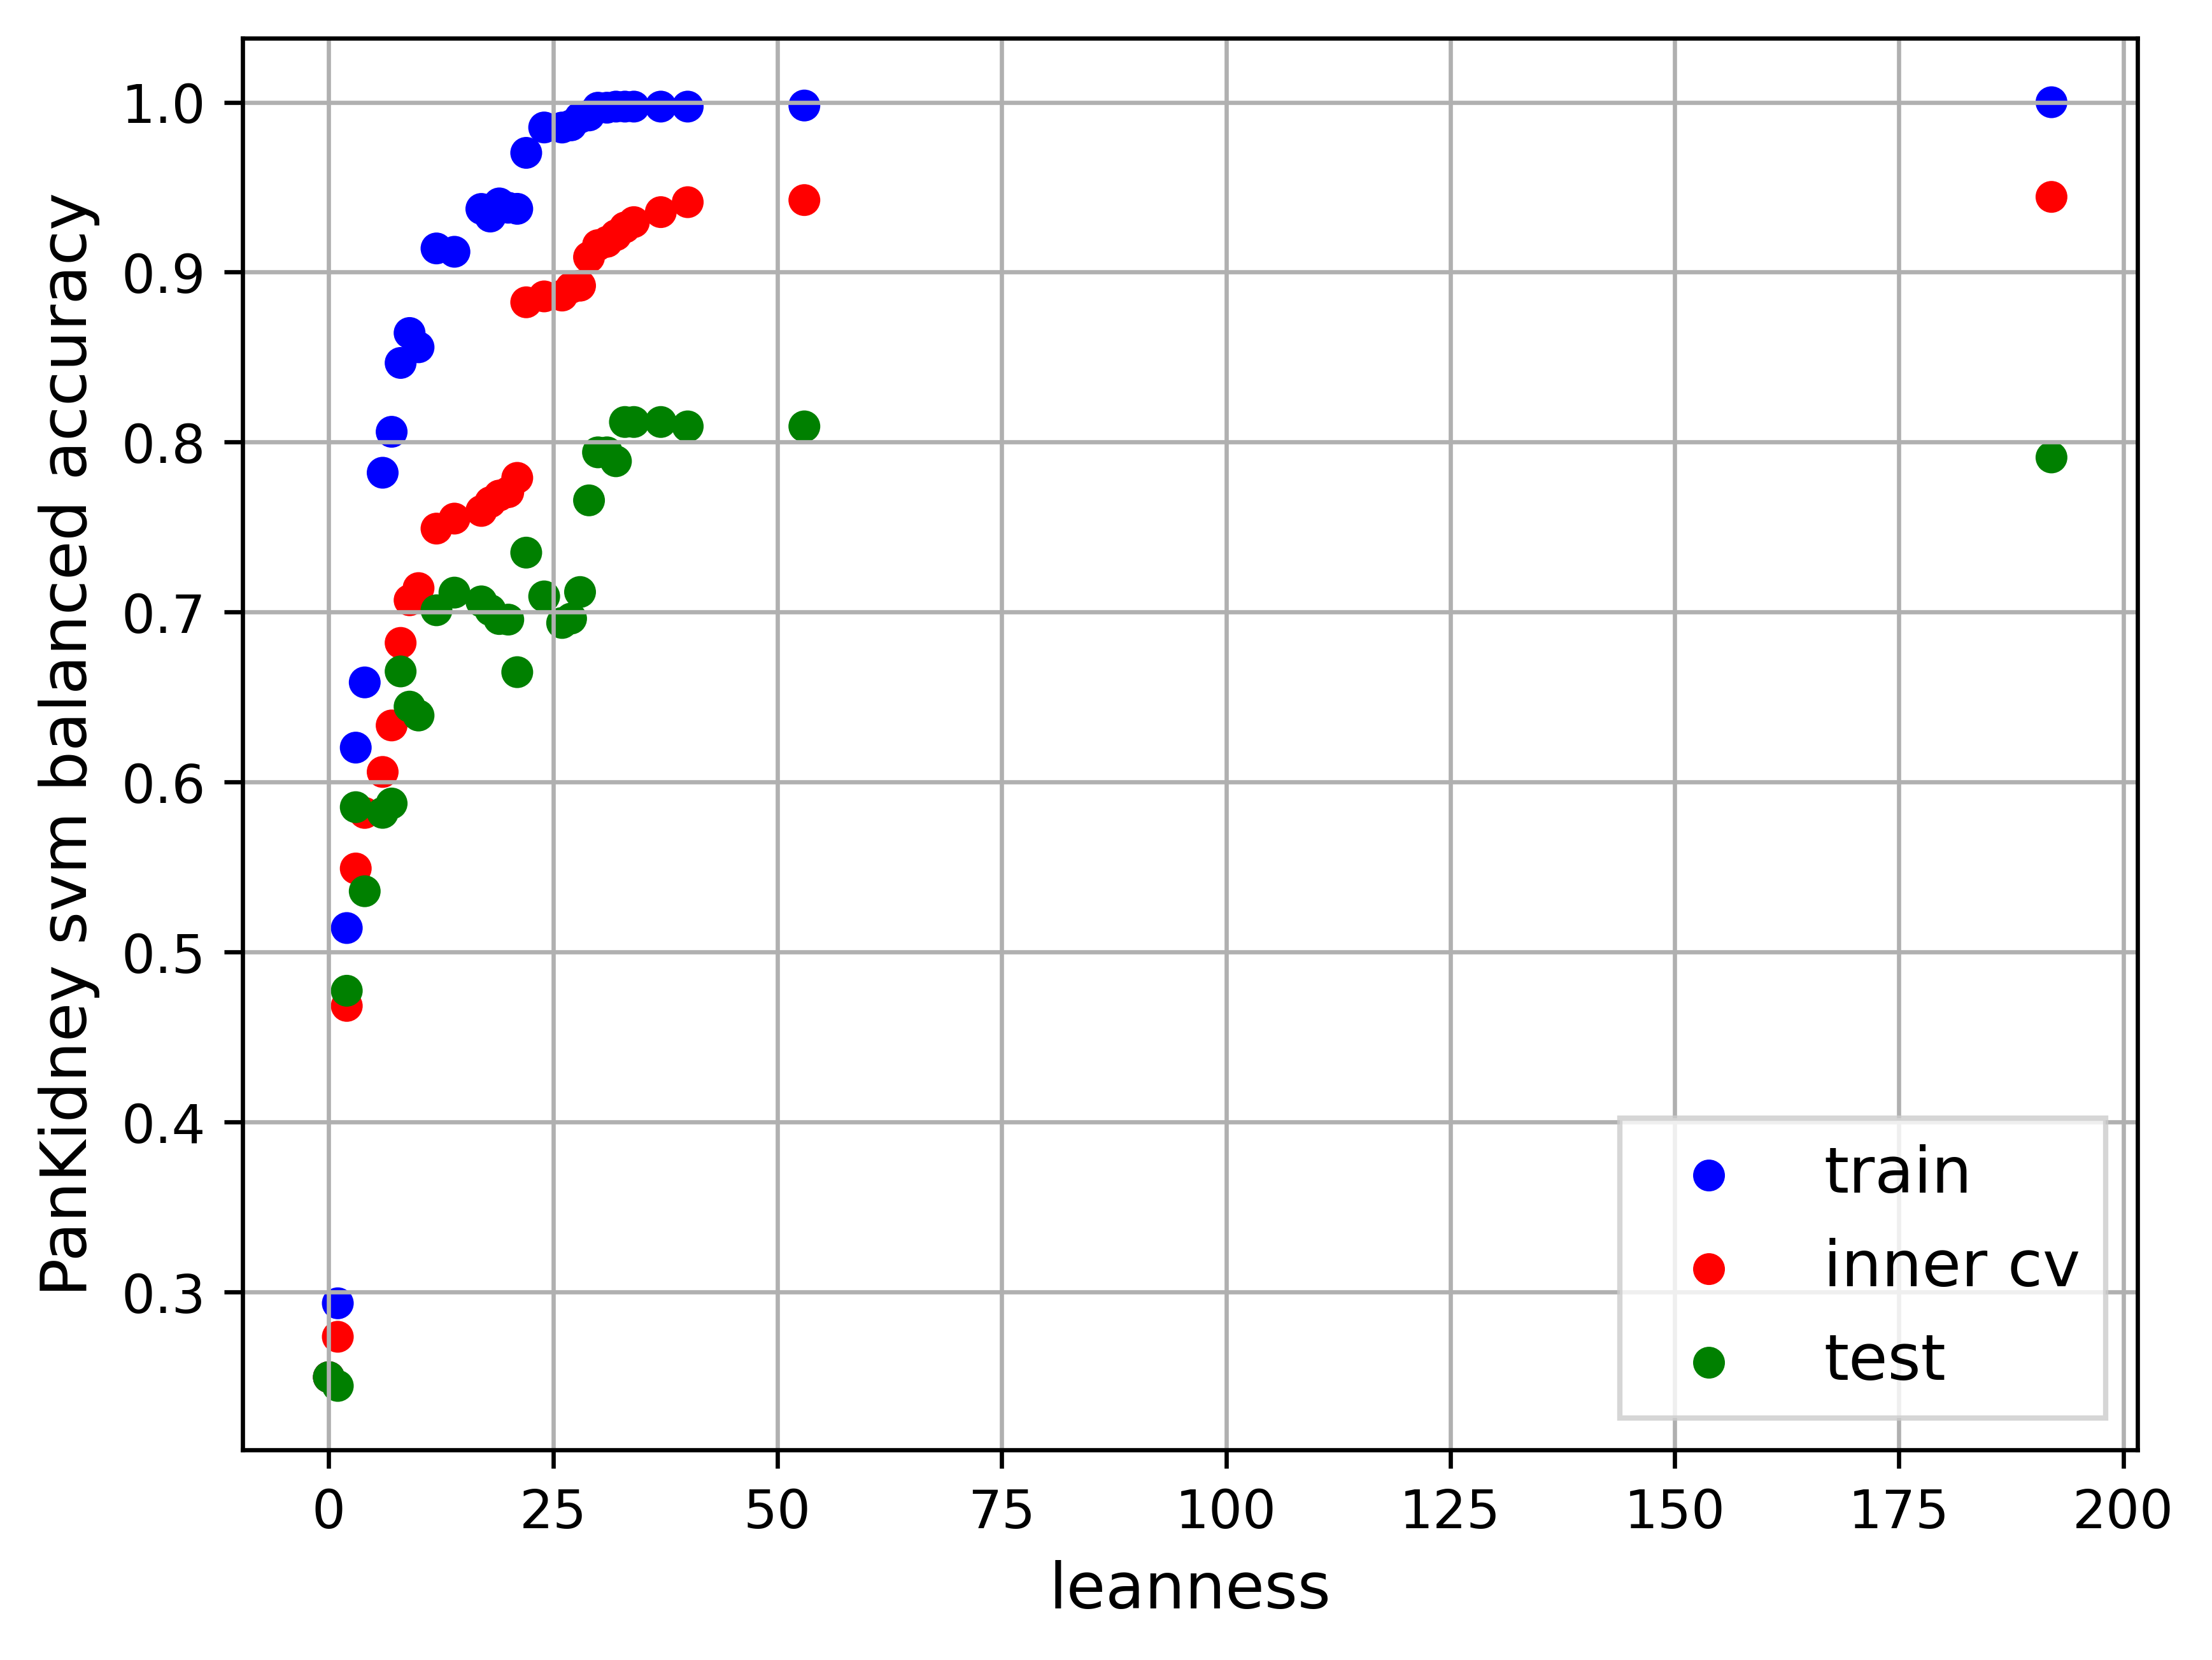 PanKidney svm balanced accuracy
1.0
0.9
0.8
0.7
0.6
0.5
0.4
0.3
train
inner cv
test
0 25 50 75 100 125 150 175 200
leanness